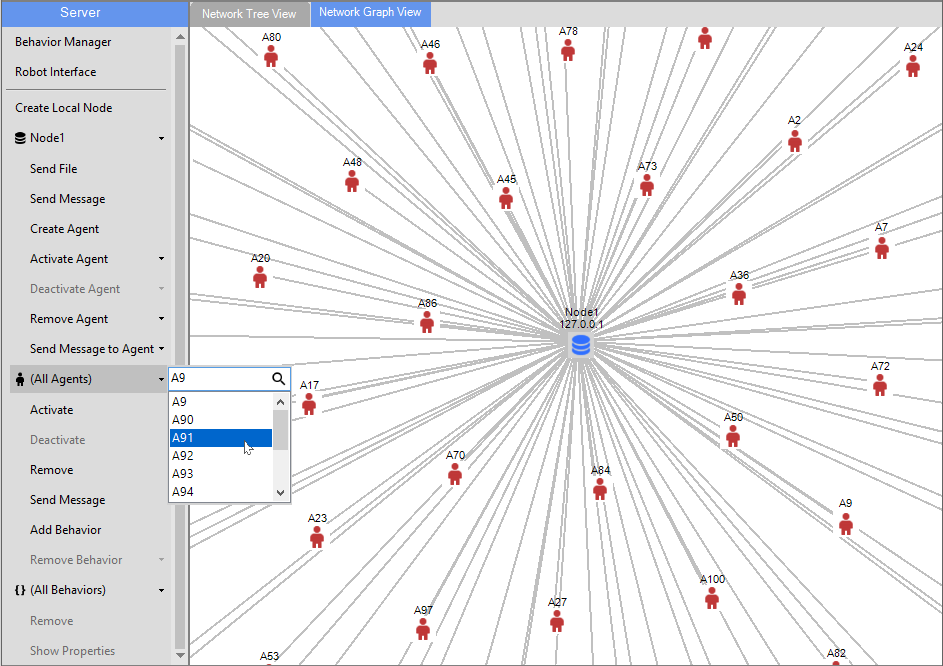 Server
Network Tree View
Network Graph View
Behavior Manager
Robot Interface
Create Local Node
Node1
Send File
Send Message
Create Agent
Activate Agent
Deactivate Agent
Remove Agent
Send Message to Agent
(All Agents)
A9
A9
A90
A91
A92
A93
A94
Activate
Deactivate
Remove
Send Message
Add Behavior
Remove Behavior
{} (All Behaviors)
Remove
Show Properties
A80
A46
A78
A24
A2
A48
A45
A73
A7
A20
A36
A86
Node1
127.0.0.1
A72
A17
A50
A70
A84
A9
A23
A100
A97
A27
A53
A82